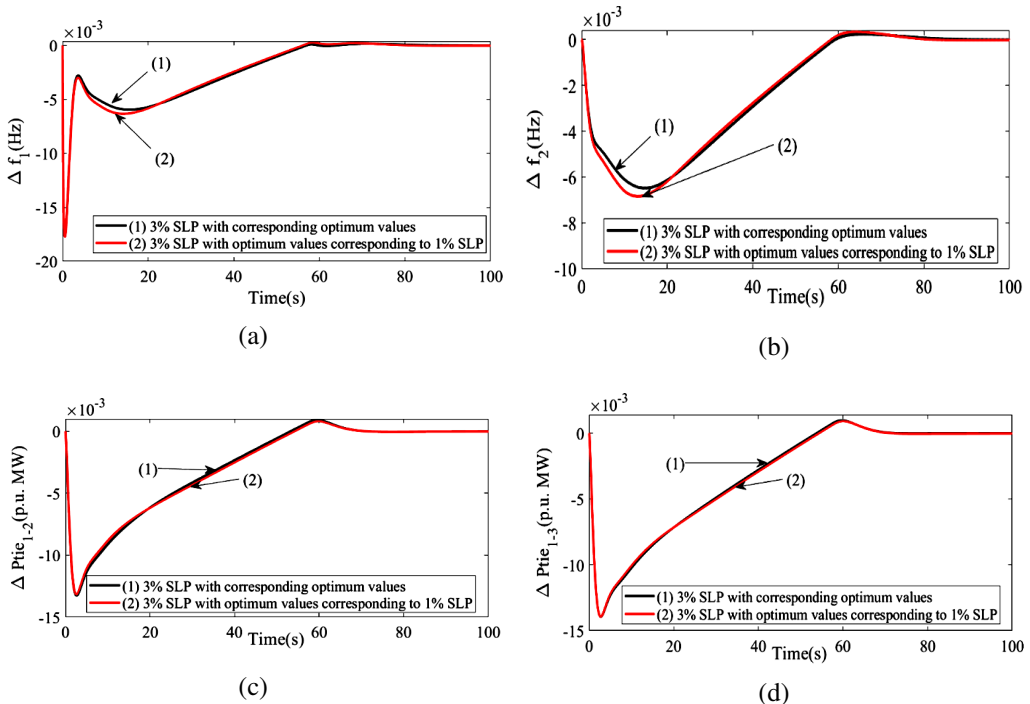 ×10⁻³
0
-5
-10
-15
-20
Δ f₁(Hz)
(1)
(2)
(1) 3% SLP with corresponding optimum values
(2) 3% SLP with optimum values corresponding to 1% SLP
0 20 40 60 80 100
Time(s)
(a)
×10⁻³
0
-2
-4
-6
-8
-10
Δ f₂(Hz)
(1)
(2)
(1) 3% SLP with corresponding optimum values
(2) 3% SLP with optimum values corresponding to 1% SLP
0 20 40 60 80 100
Time(s)
(b)
×10⁻³
0
-5
-10
-15
Δ Ptie₁₋₂(p.u. MW)
(1)
(2)
(1) 3% SLP with corresponding optimum values
(2) 3% SLP with optimum values corresponding to 1% SLP
0 20 40 60 80 100
Time(s)
(c)
×10⁻³
0
-5
-10
-15
Δ Ptie₁₋₃(p.u. MW)
(1)
(2)
(1) 3% SLP with corresponding optimum values
(2) 3% SLP with optimum values corresponding to 1% SLP
0 20 40 60 80 100
Time(s)
(d)